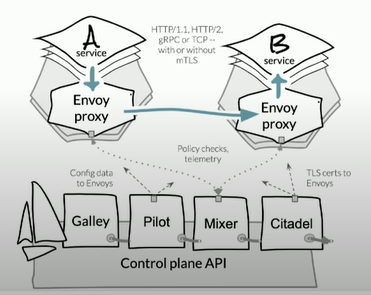 A
service
HTTP/1.1, HTTP/2,
gRPC or TCP --
with or without
mTLS
B
service
Envoy
proxy
Envoy
proxy
Policy checks,
telemetry
Config data
to Envoys
TLS certs to
Envoys
Galley
Pilot
Mixer
Citadel
Control plane API